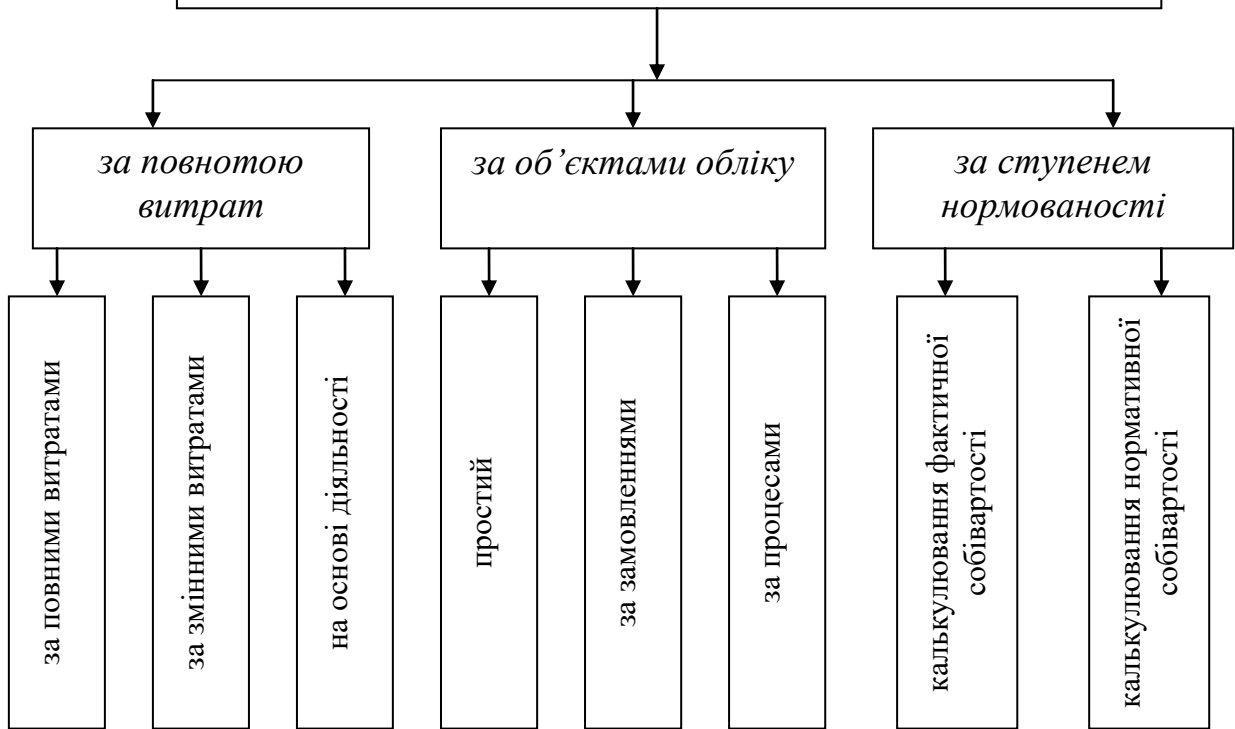 за повнотою
витрат
за об’єктами обліку
за ступенем
нормованості
за повними витратами
за змінними витратами
на основі діяльності
простий
за замовленнями
за процесами
калькулювання фактичної
собівартості
калькулювання нормативної
собівартості